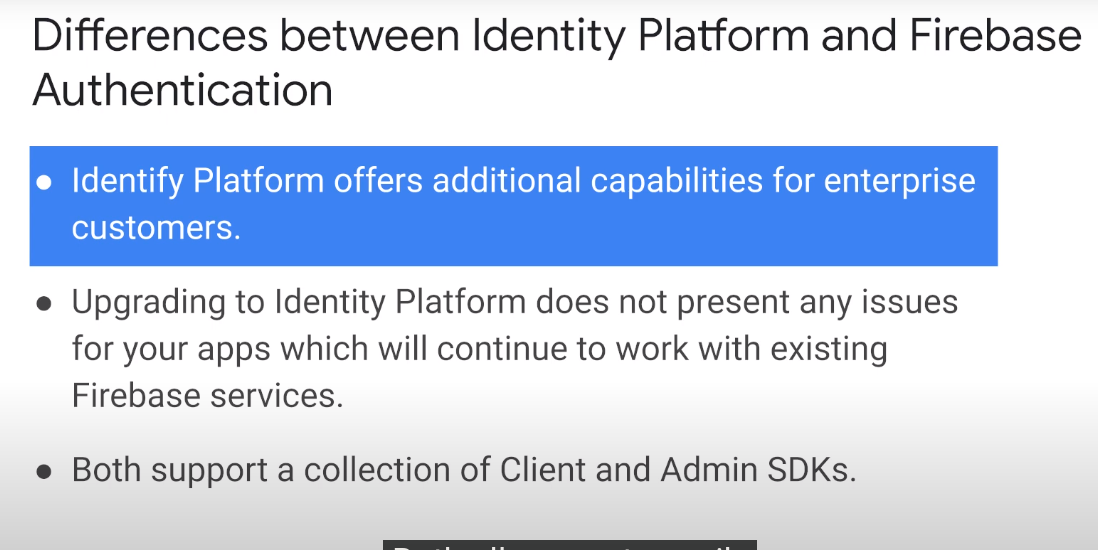 Differences between Identity Platform and Firebase
Authentication
● Identify Platform offers additional capabilities for enterprise
customers.
● Upgrading to Identity Platform does not present any issues
for your apps which will continue to work with existing
Firebase services.
● Both support a collection of Client and Admin SDKs.